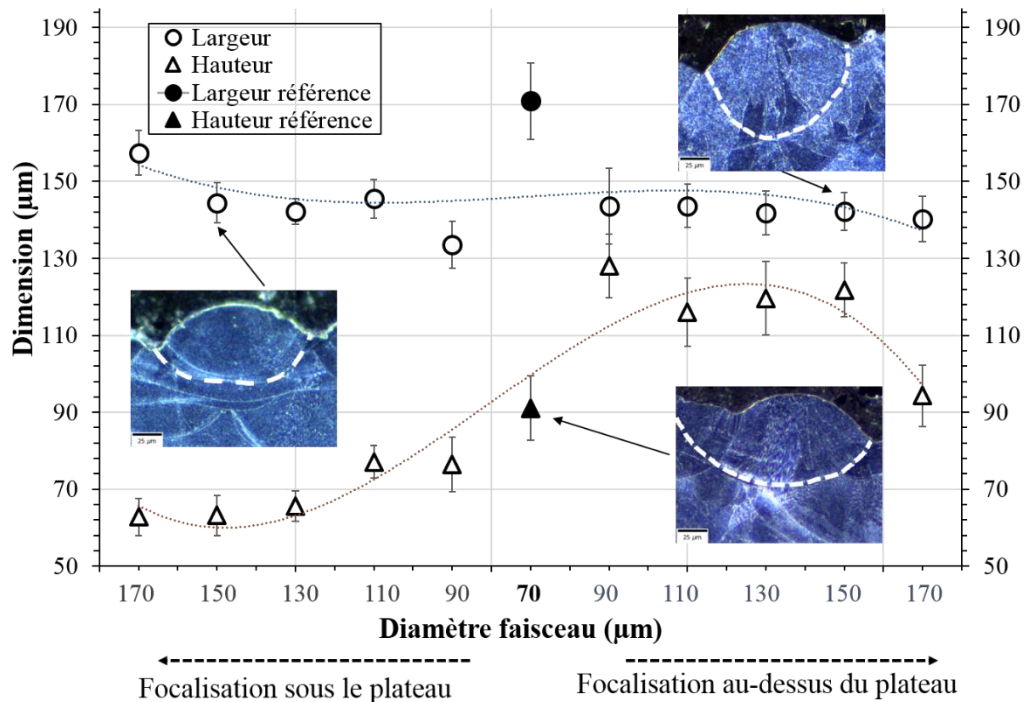 190
170
150
130
110
90
70
50
Dimension (µm)
Largeur
Hauteur
Largeur référence
Hauteur référence
25 µm
25 µm
25 µm
190
170
150
130
110
90
70
50
170 150 130 110 90 70 90 110 130 150 170
Diamètre faisceau (µm)
Focalisation sous le plateau
Focalisation au-dessus du plateau